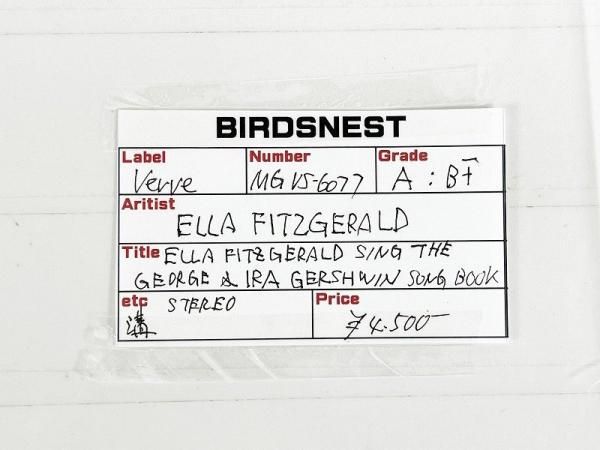 BIRDSNEST
Label Number Grade
Verve MG VS-6077 A : B+
Aritist
ELLA FITZGERALD
Title ELLA FITZGERALD SING THE
GEORGE & IRA GERSHWIN SONG BOOK
etc STEREO Price
溝 ¥4.500-